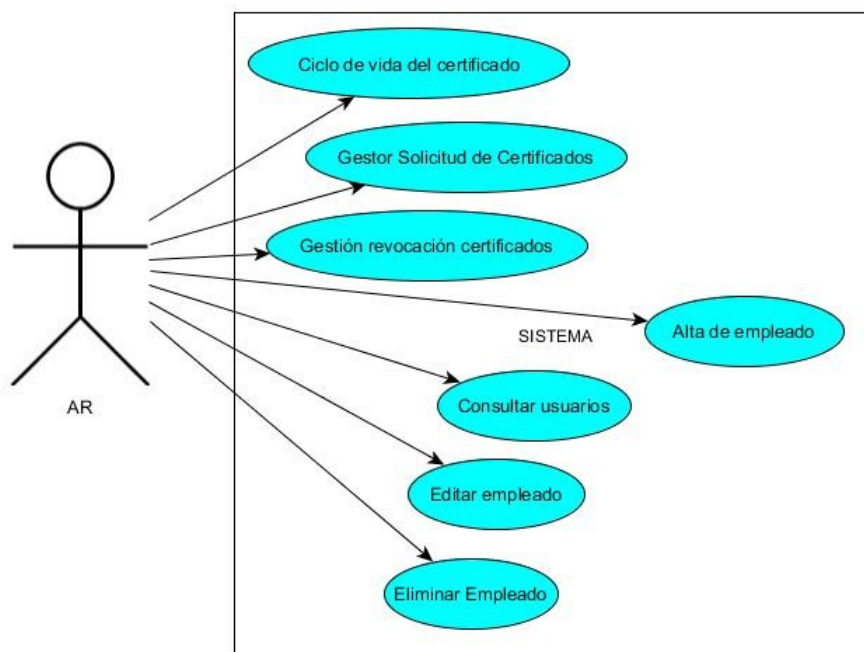 Ciclo de vida del certificado
Gestor Solicitud de Certificados
Gestión revocación certificados
Alta de empleado
SISTEMA
Consultar usuarios
AR
Editar empleado
Eliminar Empleado